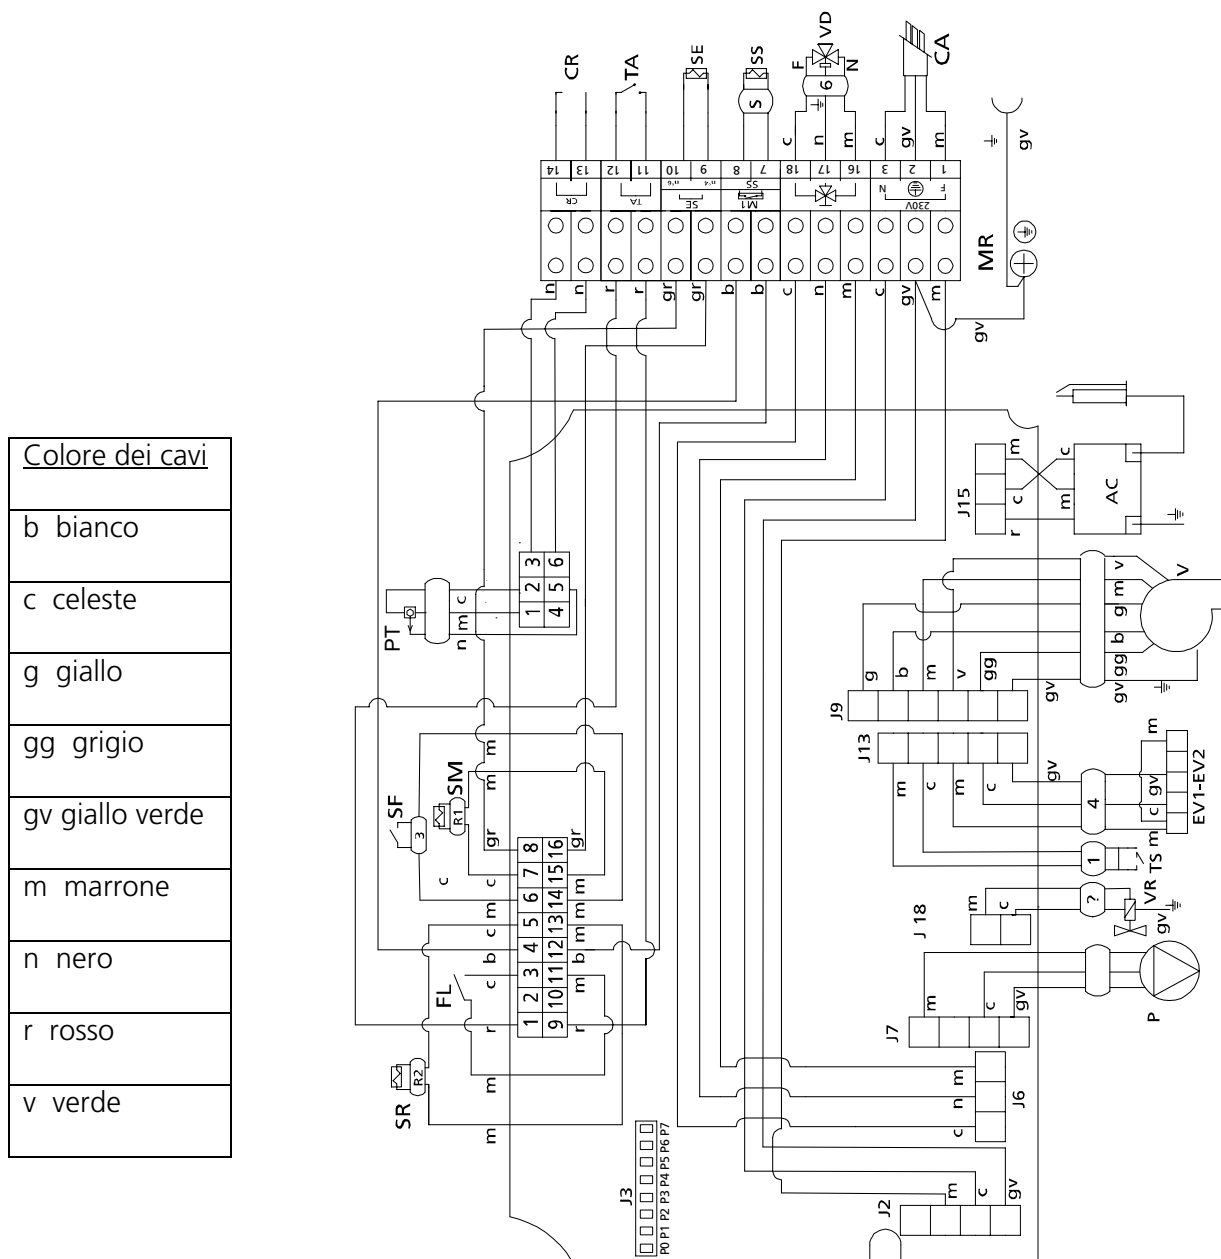 Colore dei cavi
b bianco
c celeste
g giallo
gg grigio
gv giallo verde
m marrone
n nero
r rosso
v verde
CR
TA
SE
SS
S
F
VD
N
6
CA
c
n
m
c
gv
m
gv
14
13
12
11
10
9
8
7
18
17
16
3
2
1
CR
TA
n°6
n°4
SE
SS
M1
N
F
230V
MR
n
n
r
r
gr
gr
b
b
c
n
m
c
gv
m
gv
PT
c
m
n
3
2
1
6
5
4
J15
m
c
r
c
m
AC
J9
g
b
m
v
gg
gv
v
m
g
b
gg
gv
V
J13
m
c
m
c
gv
4
m
gv
c
m
EV1-EV2
1
TS
J 18
m
c
?
VR
gv
J7
m
c
gv
P
SF
3
SM
R1
m
m
gr
gr
c
c
m
c
b
c
r
8
7
6
5
4
3
2
1
16
15
14
13
12
11
10
9
m
m
m
b
m
r
FL
SR
R2
m
m
J3
P0 P1 P2 P3 P4 P5 P6 P7
J6
m
n
c
J2
m
c
gv